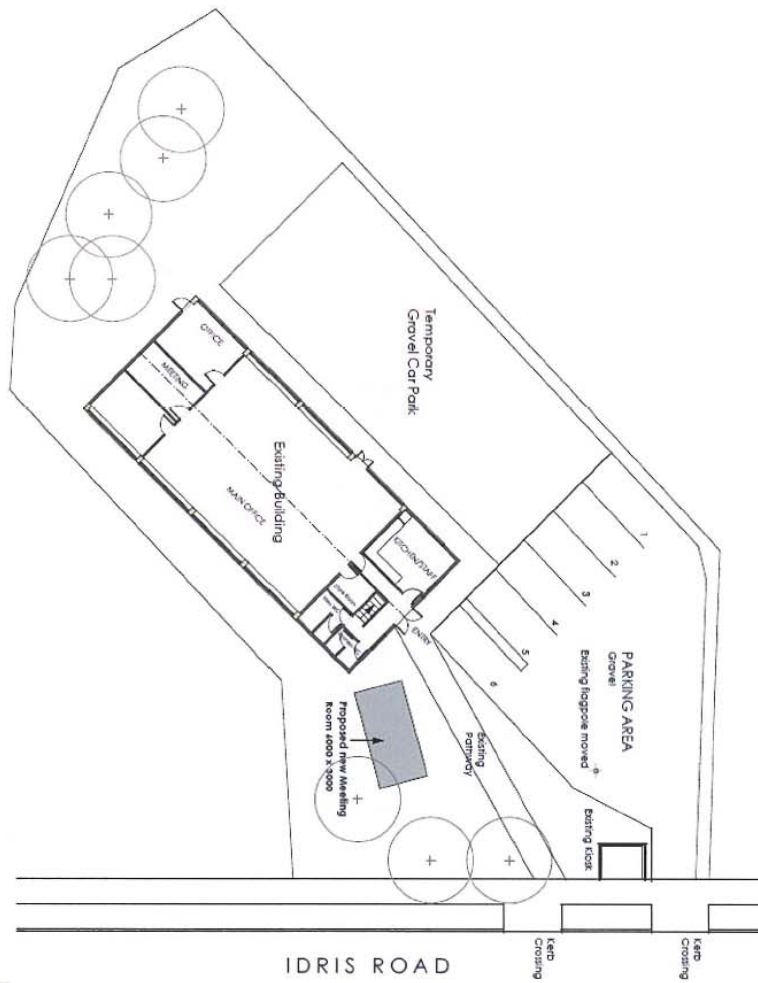 Temporary
Gravel Car Park
OFFICE
MEETING
Existing Building
MAIN OFFICE
KITCHEN/STAFF
ENTRY
1
2
3
4
5
6
PARKING AREA
Gravel
Existing flagpole moved
Existing
Pathway
Existing Kiosk
Proposed new Meeting
Room 6000 x 3000
Kerb
Crossing
Kerb
Crossing
IDRIS ROAD